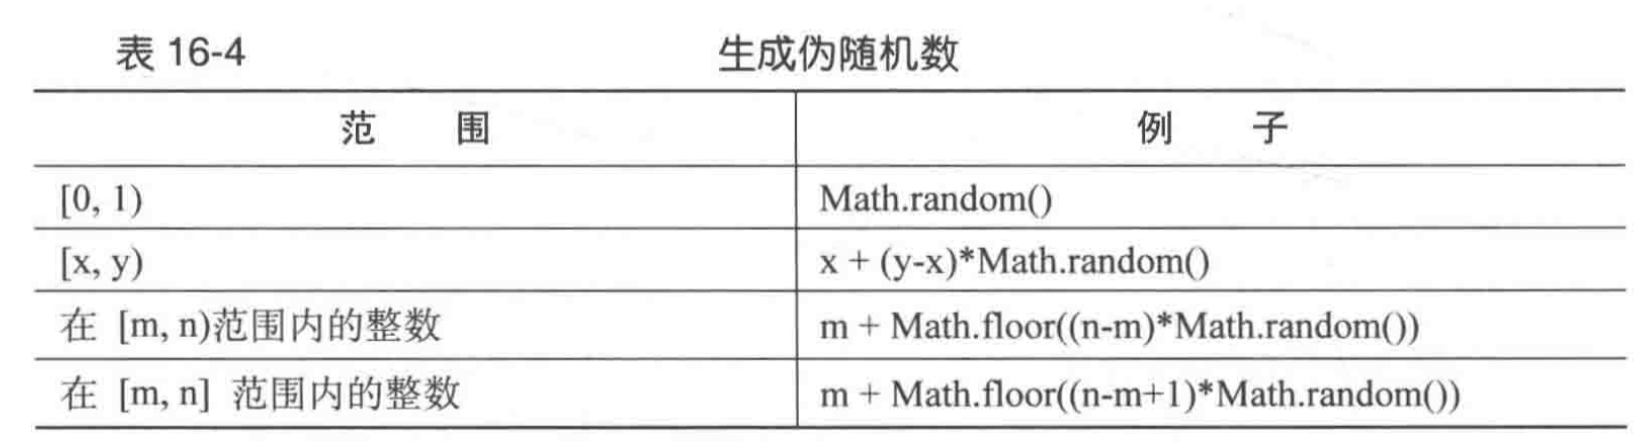 表 16-4 生成伪随机数
范 围 例 子
[0, 1) Math.random()
[x, y) x + (y-x)*Math.random()
在 [m, n)范围内的整数 m + Math.floor((n-m)*Math.random())
在 [m, n] 范围内的整数 m + Math.floor((n-m+1)*Math.random())